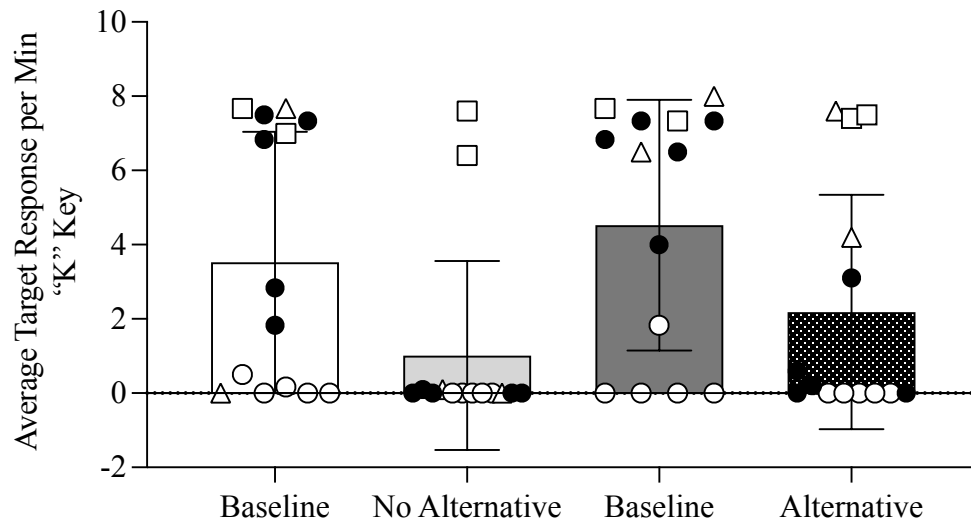 Average Target Response per Min
“K” Key
10
8
6
4
2
0
-2
Baseline
No Alternative
Baseline
Alternative